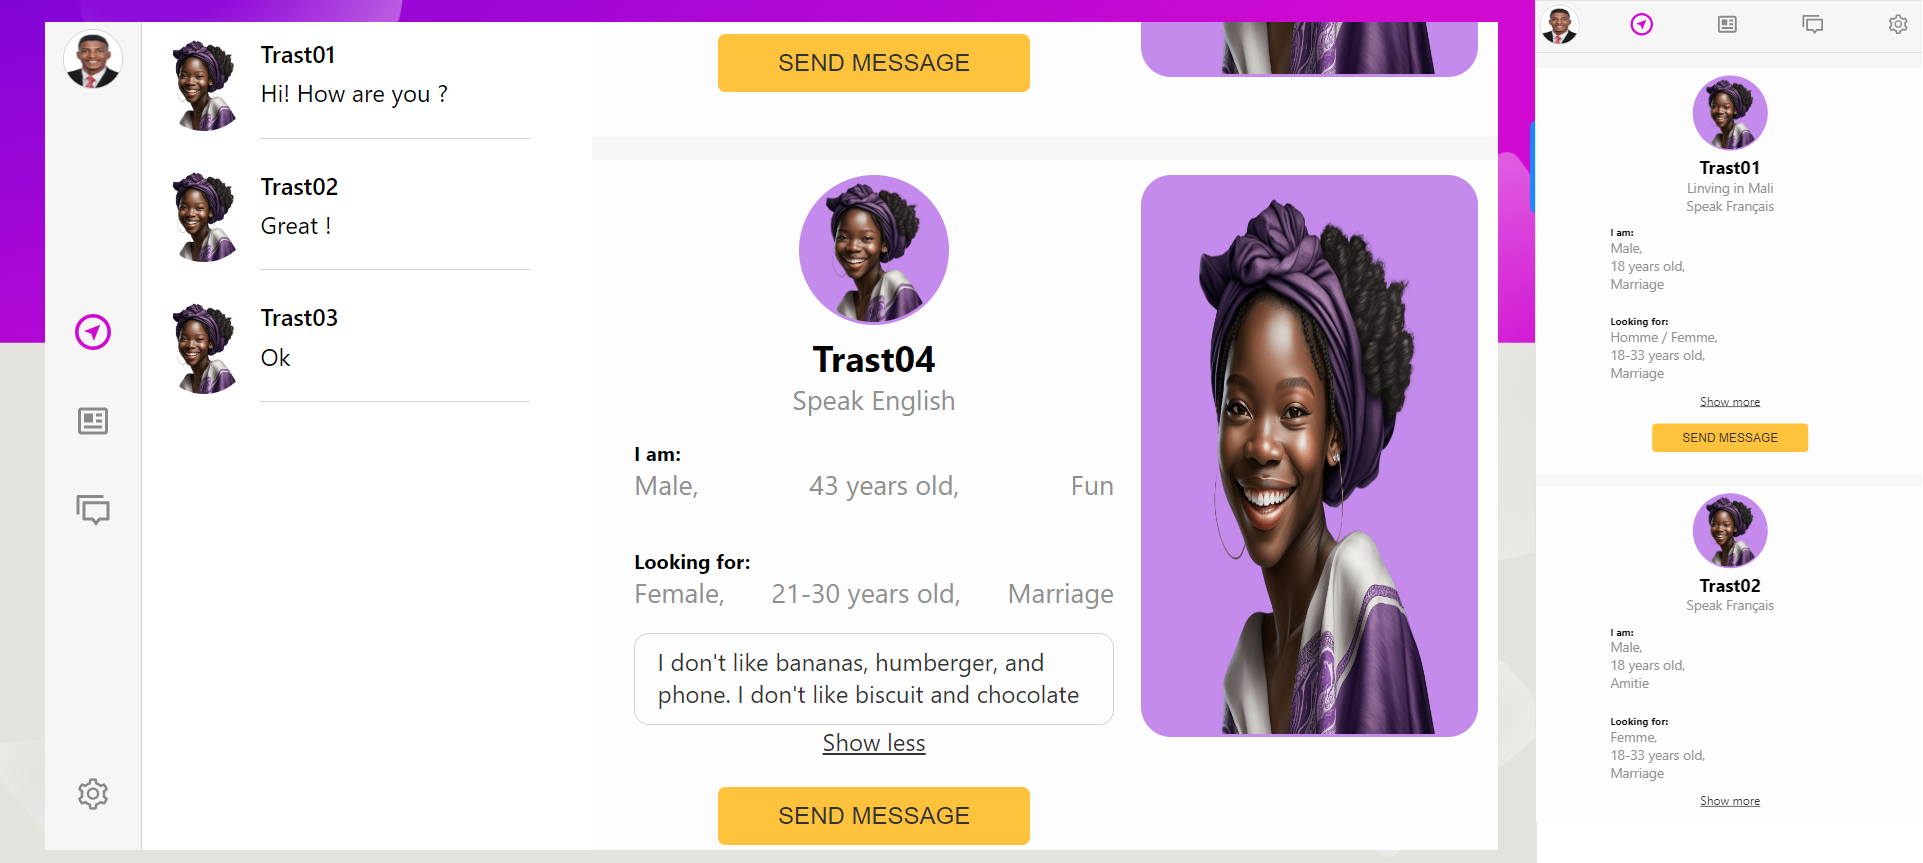 Trast01
Hi! How are you ?
Trast02
Great !
Trast03
Ok
SEND MESSAGE
Trast04
Speak English
I am:
Male, 43 years old, Fun
Looking for:
Female, 21-30 years old, Marriage
I don't like bananas, humberger, and
phone. I don't like biscuit and chocolate
Show less
SEND MESSAGE
Trast01
Linving in Mali
Speak Français
I am:
Male,
18 years old,
Marriage
Looking for:
Homme / Femme,
18-33 years old,
Marriage
Show more
SEND MESSAGE
Trast02
Speak Français
I am:
Male,
18 years old,
Amitie
Looking for:
Femme,
18-33 years old,
Marriage
Show more